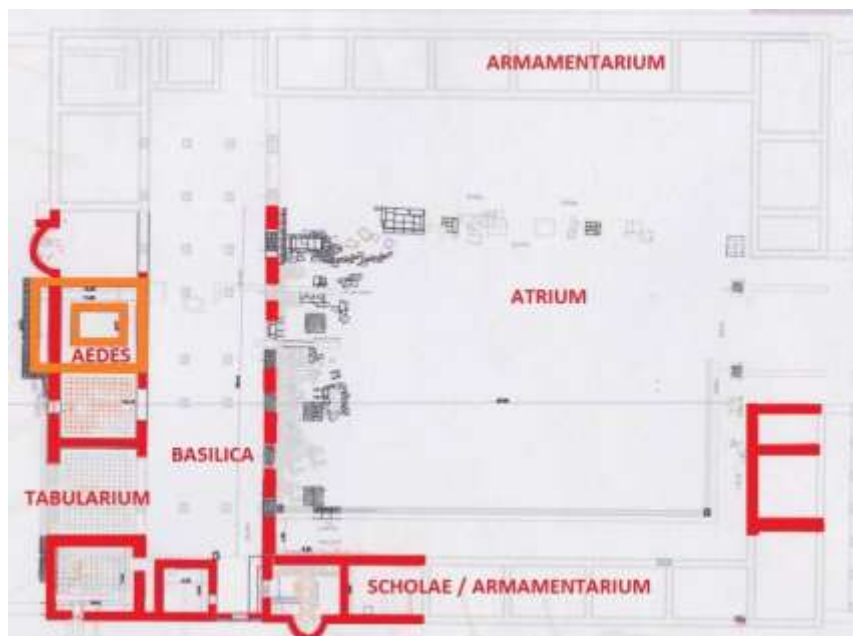 ARMAMENTARIUM
ATRIUM
AEDES
BASILICA
TABULARIUM
SCHOLAE / ARMAMENTARIUM